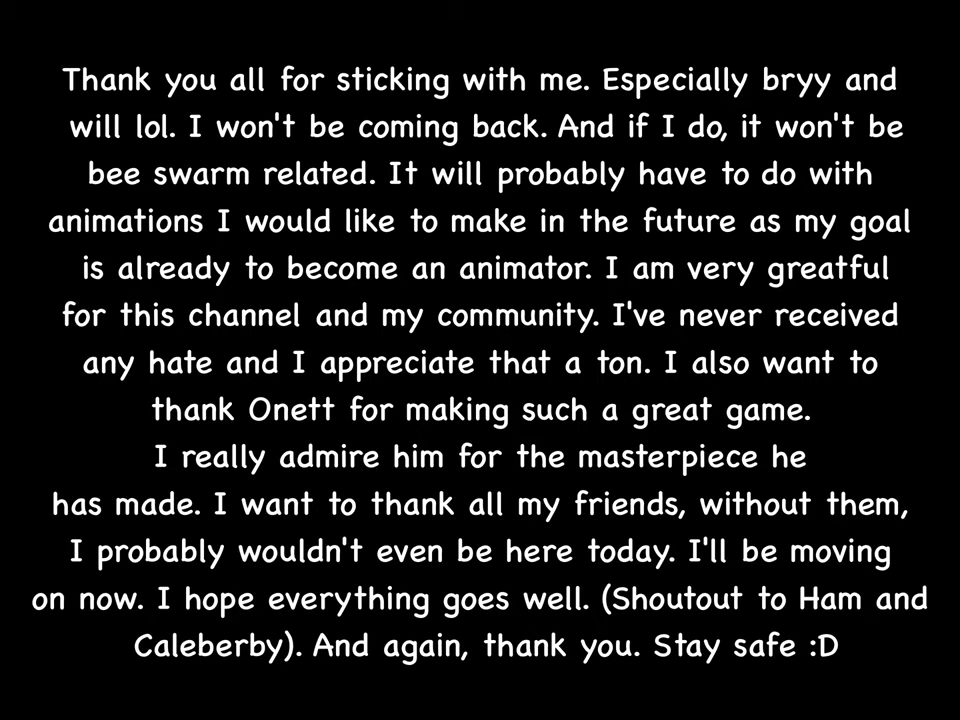 Thank you all for sticking with me. Especially bryy and
will lol. I won't be coming back. And if I do, it won't be
bee swarm related. It will probably have to do with
animations I would like to make in the future as my goal
is already to become an animator. I am very greatful
for this channel and my community. I've never received
any hate and I appreciate that a ton. I also want to
thank Onett for making such a great game.
I really admire him for the masterpiece he
has made. I want to thank all my friends, without them,
I probably wouldn't even be here today. I'll be moving
on now. I hope everything goes well. (Shoutout to Ham and
Caleberby). And again, thank you. Stay safe :D